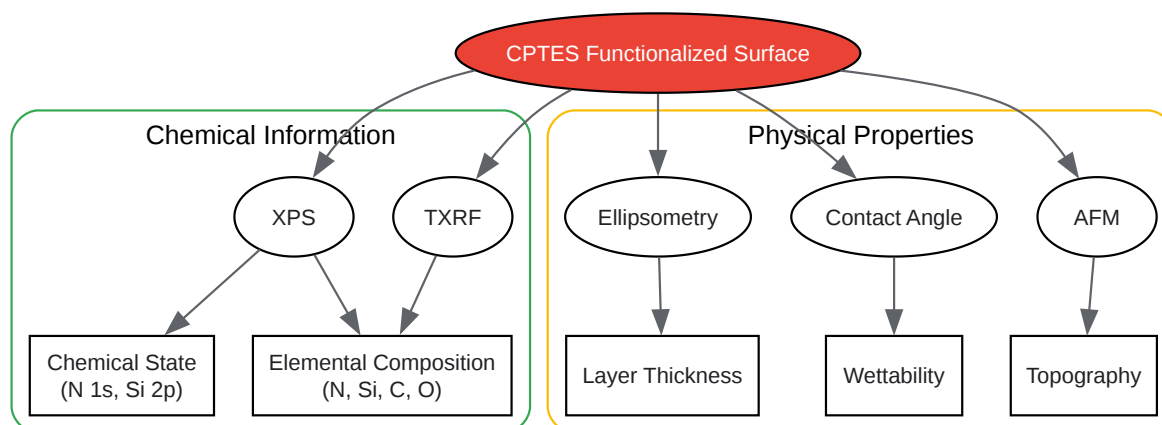 CPTES Functionalized Surface
Chemical Information
Physical Properties
XPS
TXRF
Ellipsometry
Contact Angle
AFM
Chemical State
(N 1s, Si 2p)
Elemental Composition
(N, Si, C, O)
Layer Thickness
Wettability
Topography